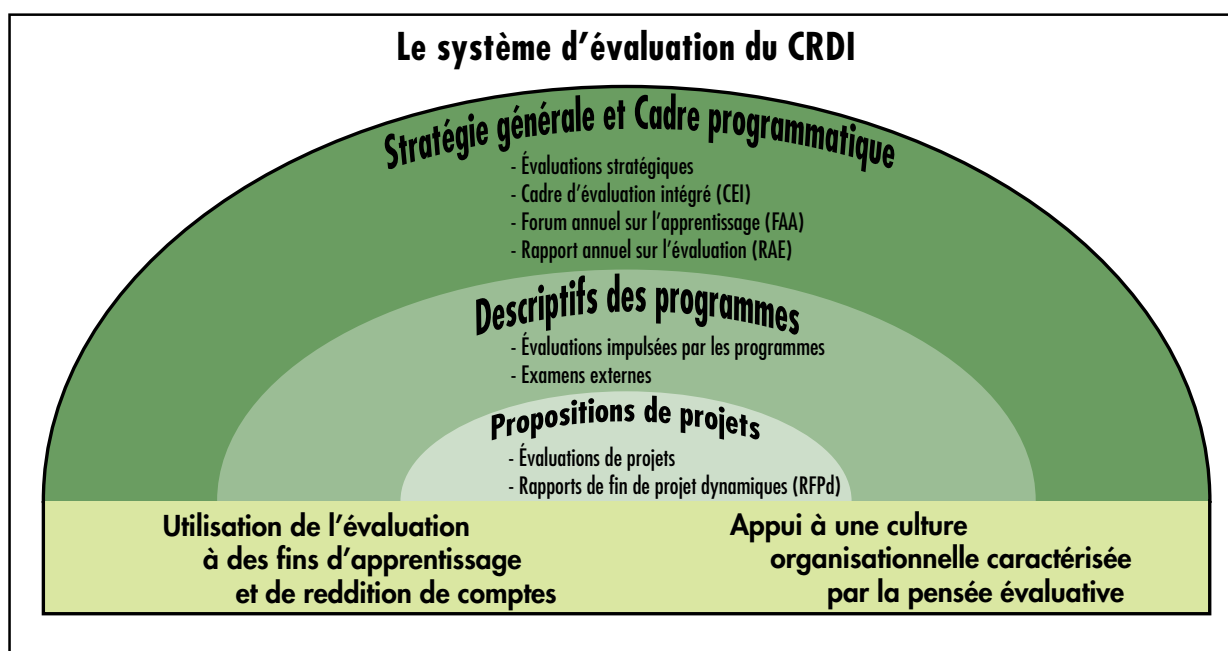 Le système d’évaluation du CRDI
Stratégie générale et Cadre programmatique
- Évaluations stratégiques
- Cadre d’évaluation intégré (CEI)
- Forum annuel sur l’apprentissage (FAA)
- Rapport annuel sur l’évaluation (RAE)
Descriptifs des programmes
- Évaluations impulsées par les programmes
- Examens externes
Propositions de projets
- Évaluations de projets
- Rapports de fin de projet dynamiques (RFPd)
Utilisation de l’évaluation
à des fins d’apprentissage
et de reddition de comptes
Appui à une culture
organisationnelle caractérisée
par la pensée évaluative